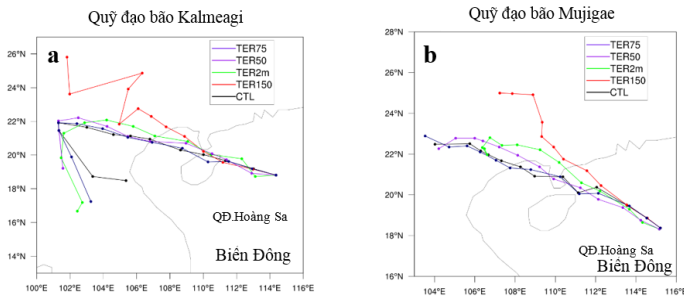 Quỹ đạo bão Kalmeagi
a
TER75
TER50
TER2m
TER150
CTL
26°N
24°N
22°N
20°N
18°N
16°N
14°N
QĐ.Hoàng Sa
Biển Đông
100°E 102°E 104°E 106°E 108°E 110°E 112°E 114°E 116°E
Quỹ đạo bão Mujigae
b
TER75
TER50
TER2m
TER150
CTL
28°N
26°N
24°N
22°N
20°N
18°N
16°N
QĐ.Hoàng Sa
Biển Đông
104°E 106°E 108°E 110°E 112°E 114°E 116°E